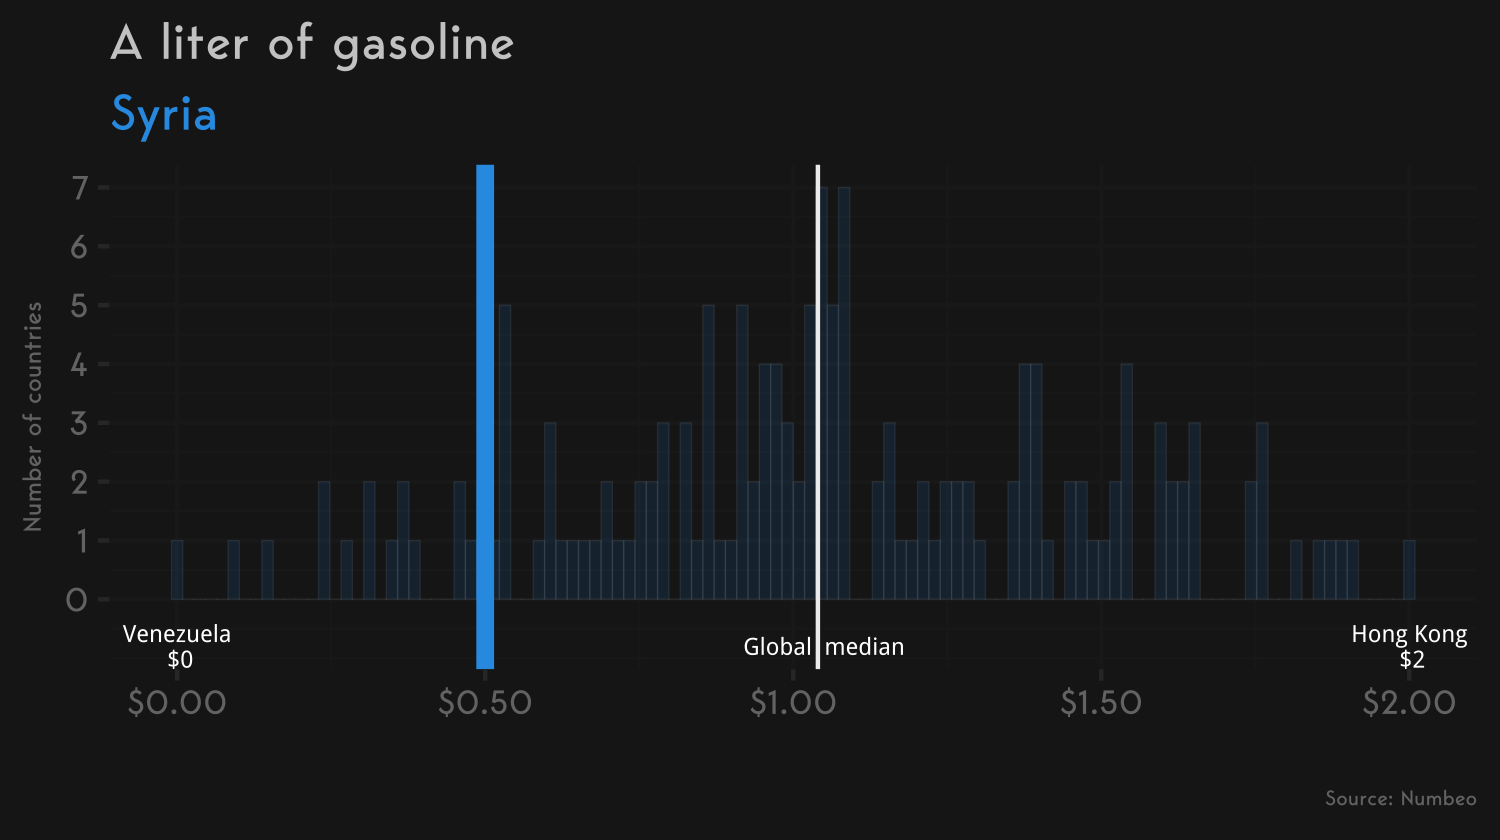 A liter of gasoline
Syria
Number of countries
7
6
5
4
3
2
1
0
Venezuela
$0
Global median
Hong Kong
$2
$0.00 $0.50 $1.00 $1.50 $2.00
Source: Numbeo